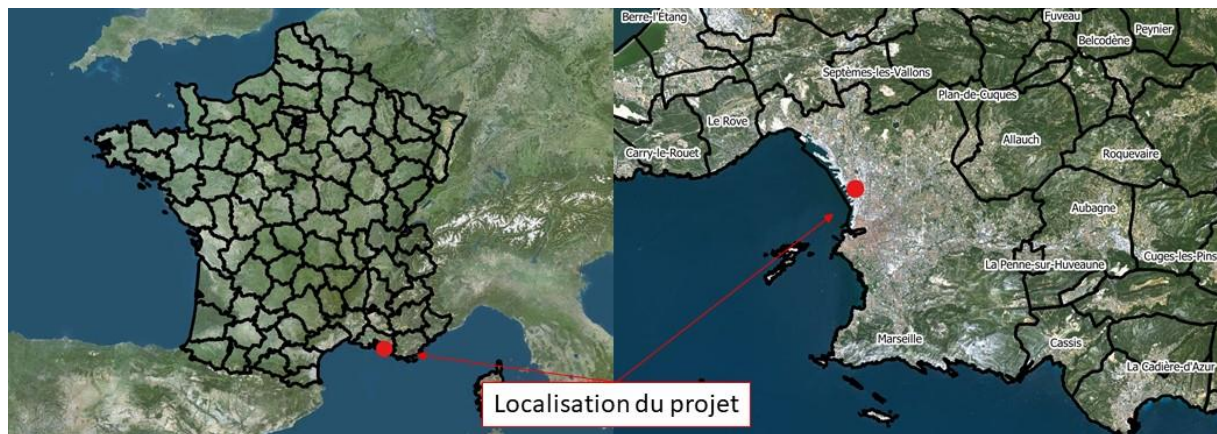 Berre-l'Étang
Fuveau
Peynier
Belcodène
Septèmes-les-Vallons
Plan-de-Cuques
Le Rove
Allauch
Carry-le-Rouet
Roquevaire
Aubagne
La Penne-sur-Huveaune
Cuges-les-Pins
Marseille
Cassis
La Cadière-d'Azur
Localisation du projet